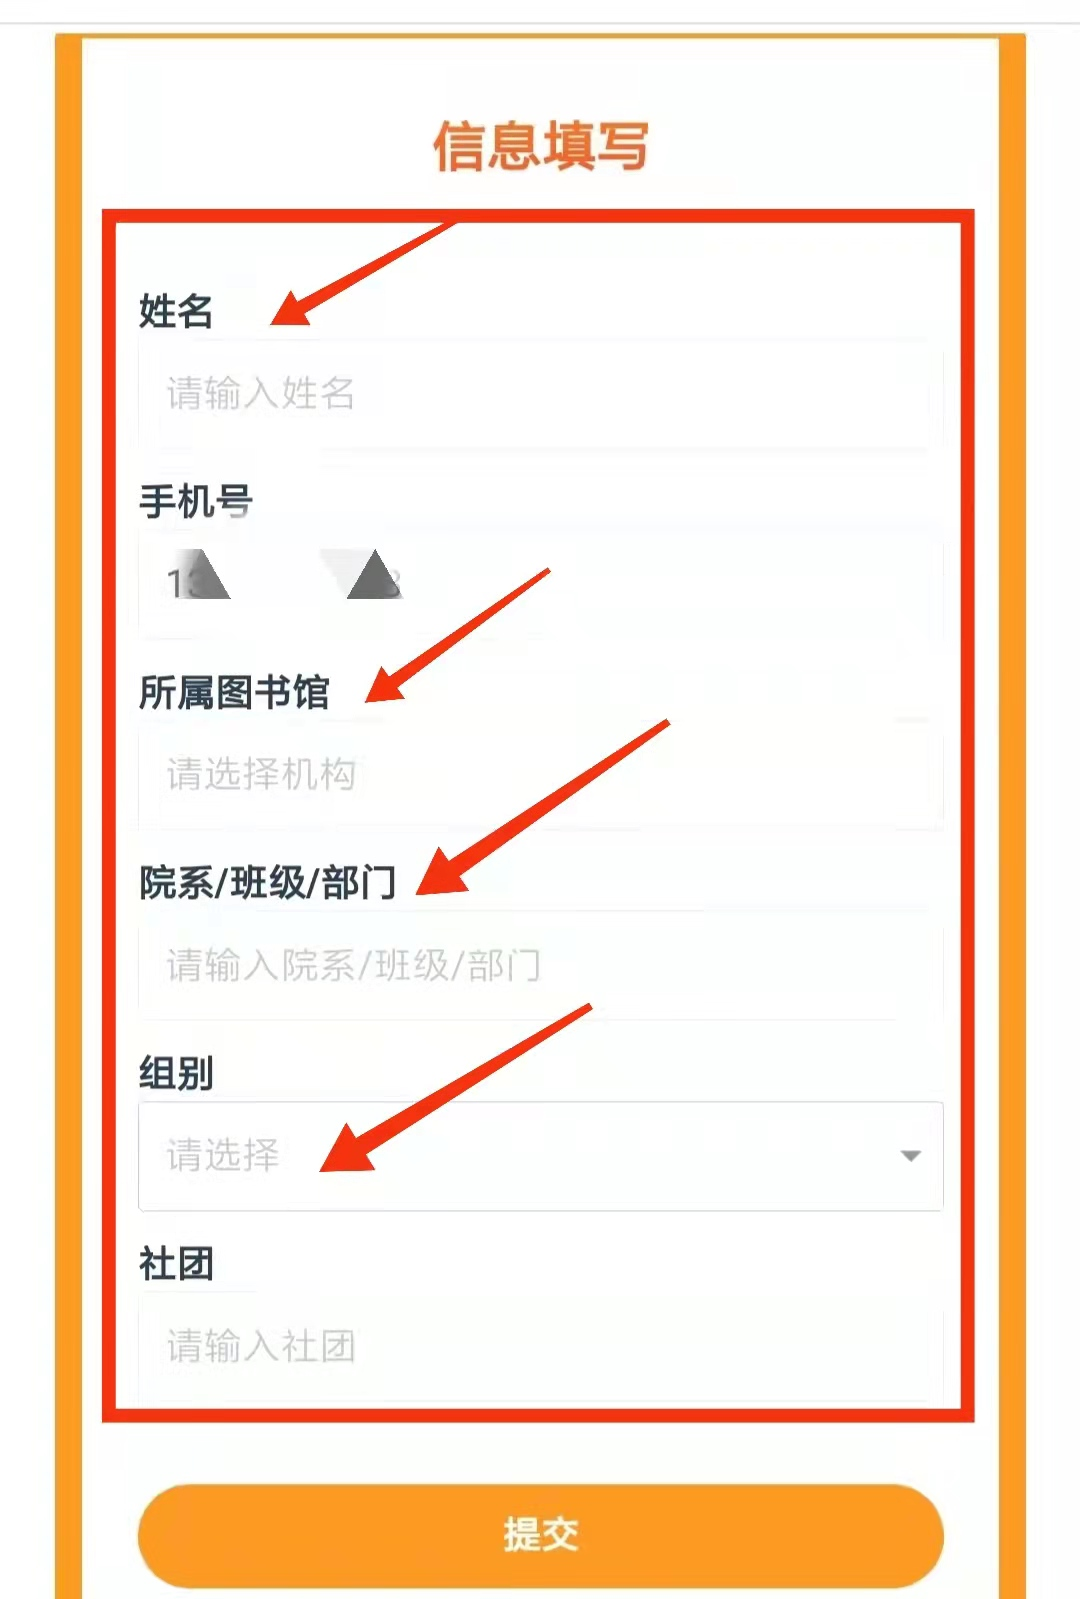 信息填写
姓名
请输入姓名
手机号
所属图书馆
请选择机构
院系/班级/部门
请输入院系/班级/部门
组别
请选择
社团
请输入社团
提交